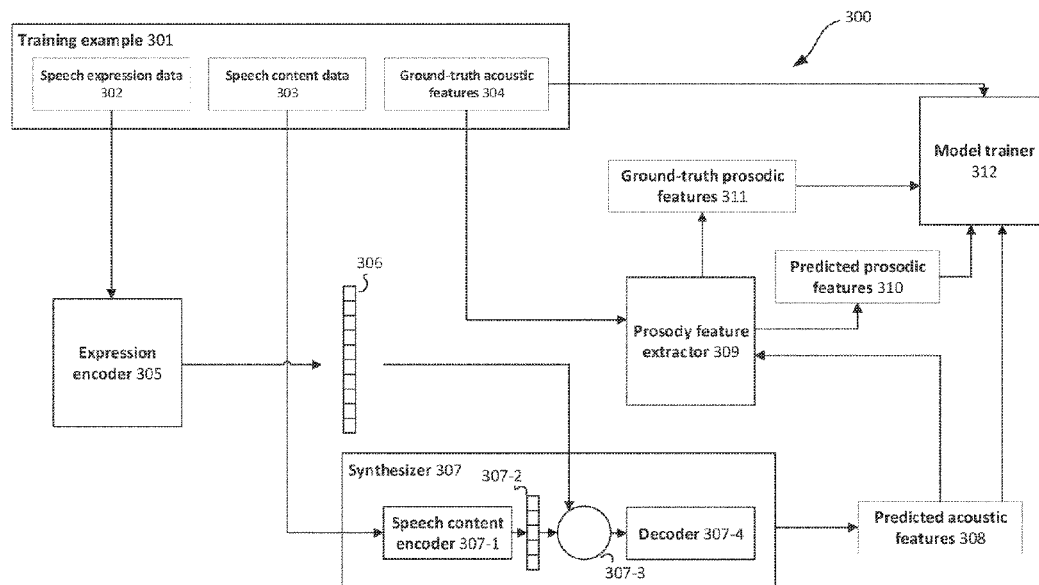 300
Training example 301
Speech expression data
302
Speech content data
303
Ground-truth acoustic
features 304
Model trainer
312
Ground-truth prosodic
features 311
Predicted prosodic
features 310
306
Prosody feature
extractor 309
Expression
encoder 305
Synthesizer 307
307-2
Speech content
encoder 307-1
Decoder 307-4
307-3
Predicted acoustic
features 308